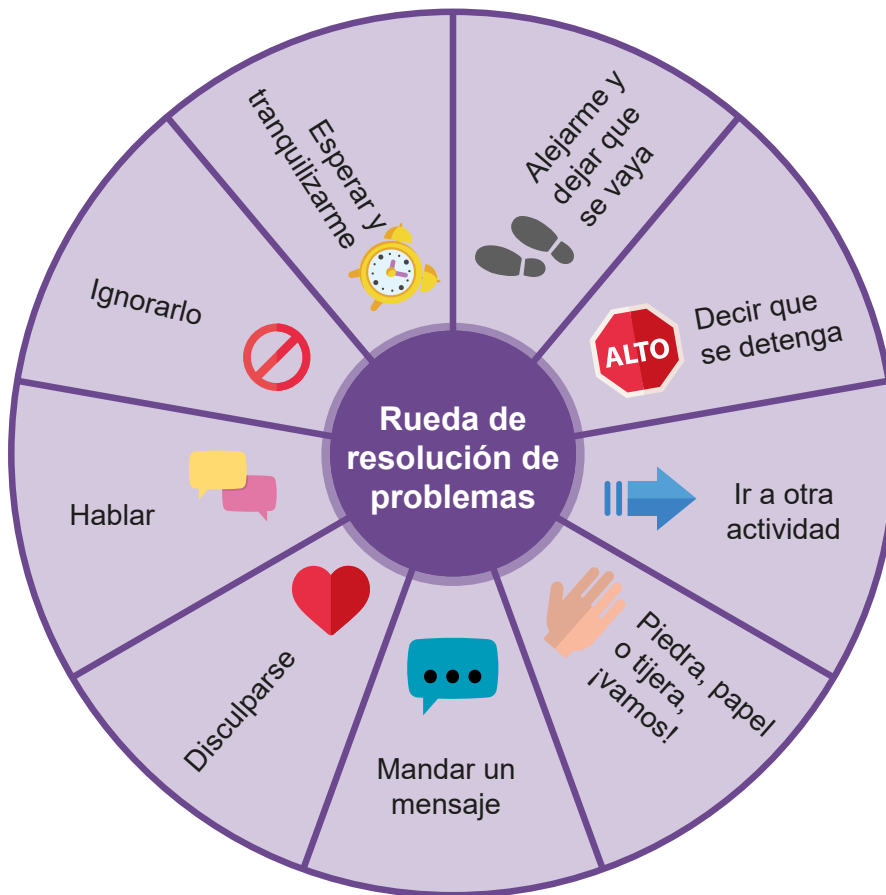 Rueda de
resolución de
problemas
Alejarme y
dejar que
se vaya
ALTO
Decir que
se detenga
Ir a otra
actividad
Piedra, papel
o tijera,
¡vamos!
Mandar un
mensaje
Disculparse
Hablar
Ignorarlo
Esperar y
tranquilizarme